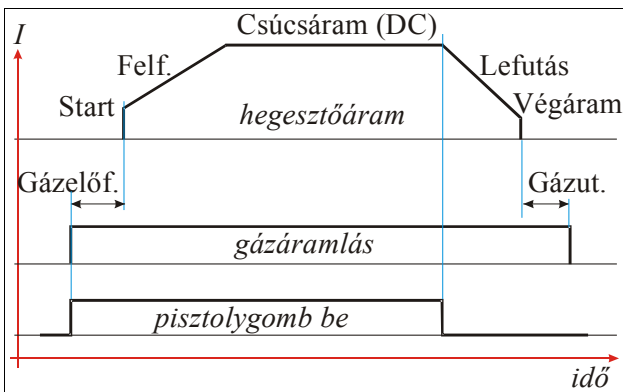 I
Csúcsáram (DC)
Felf.
Lefutás
Start
hegesztőáram
Végáram
Gázelőf.
Gázut.
gázáramlás
pisztolygomb be
idő